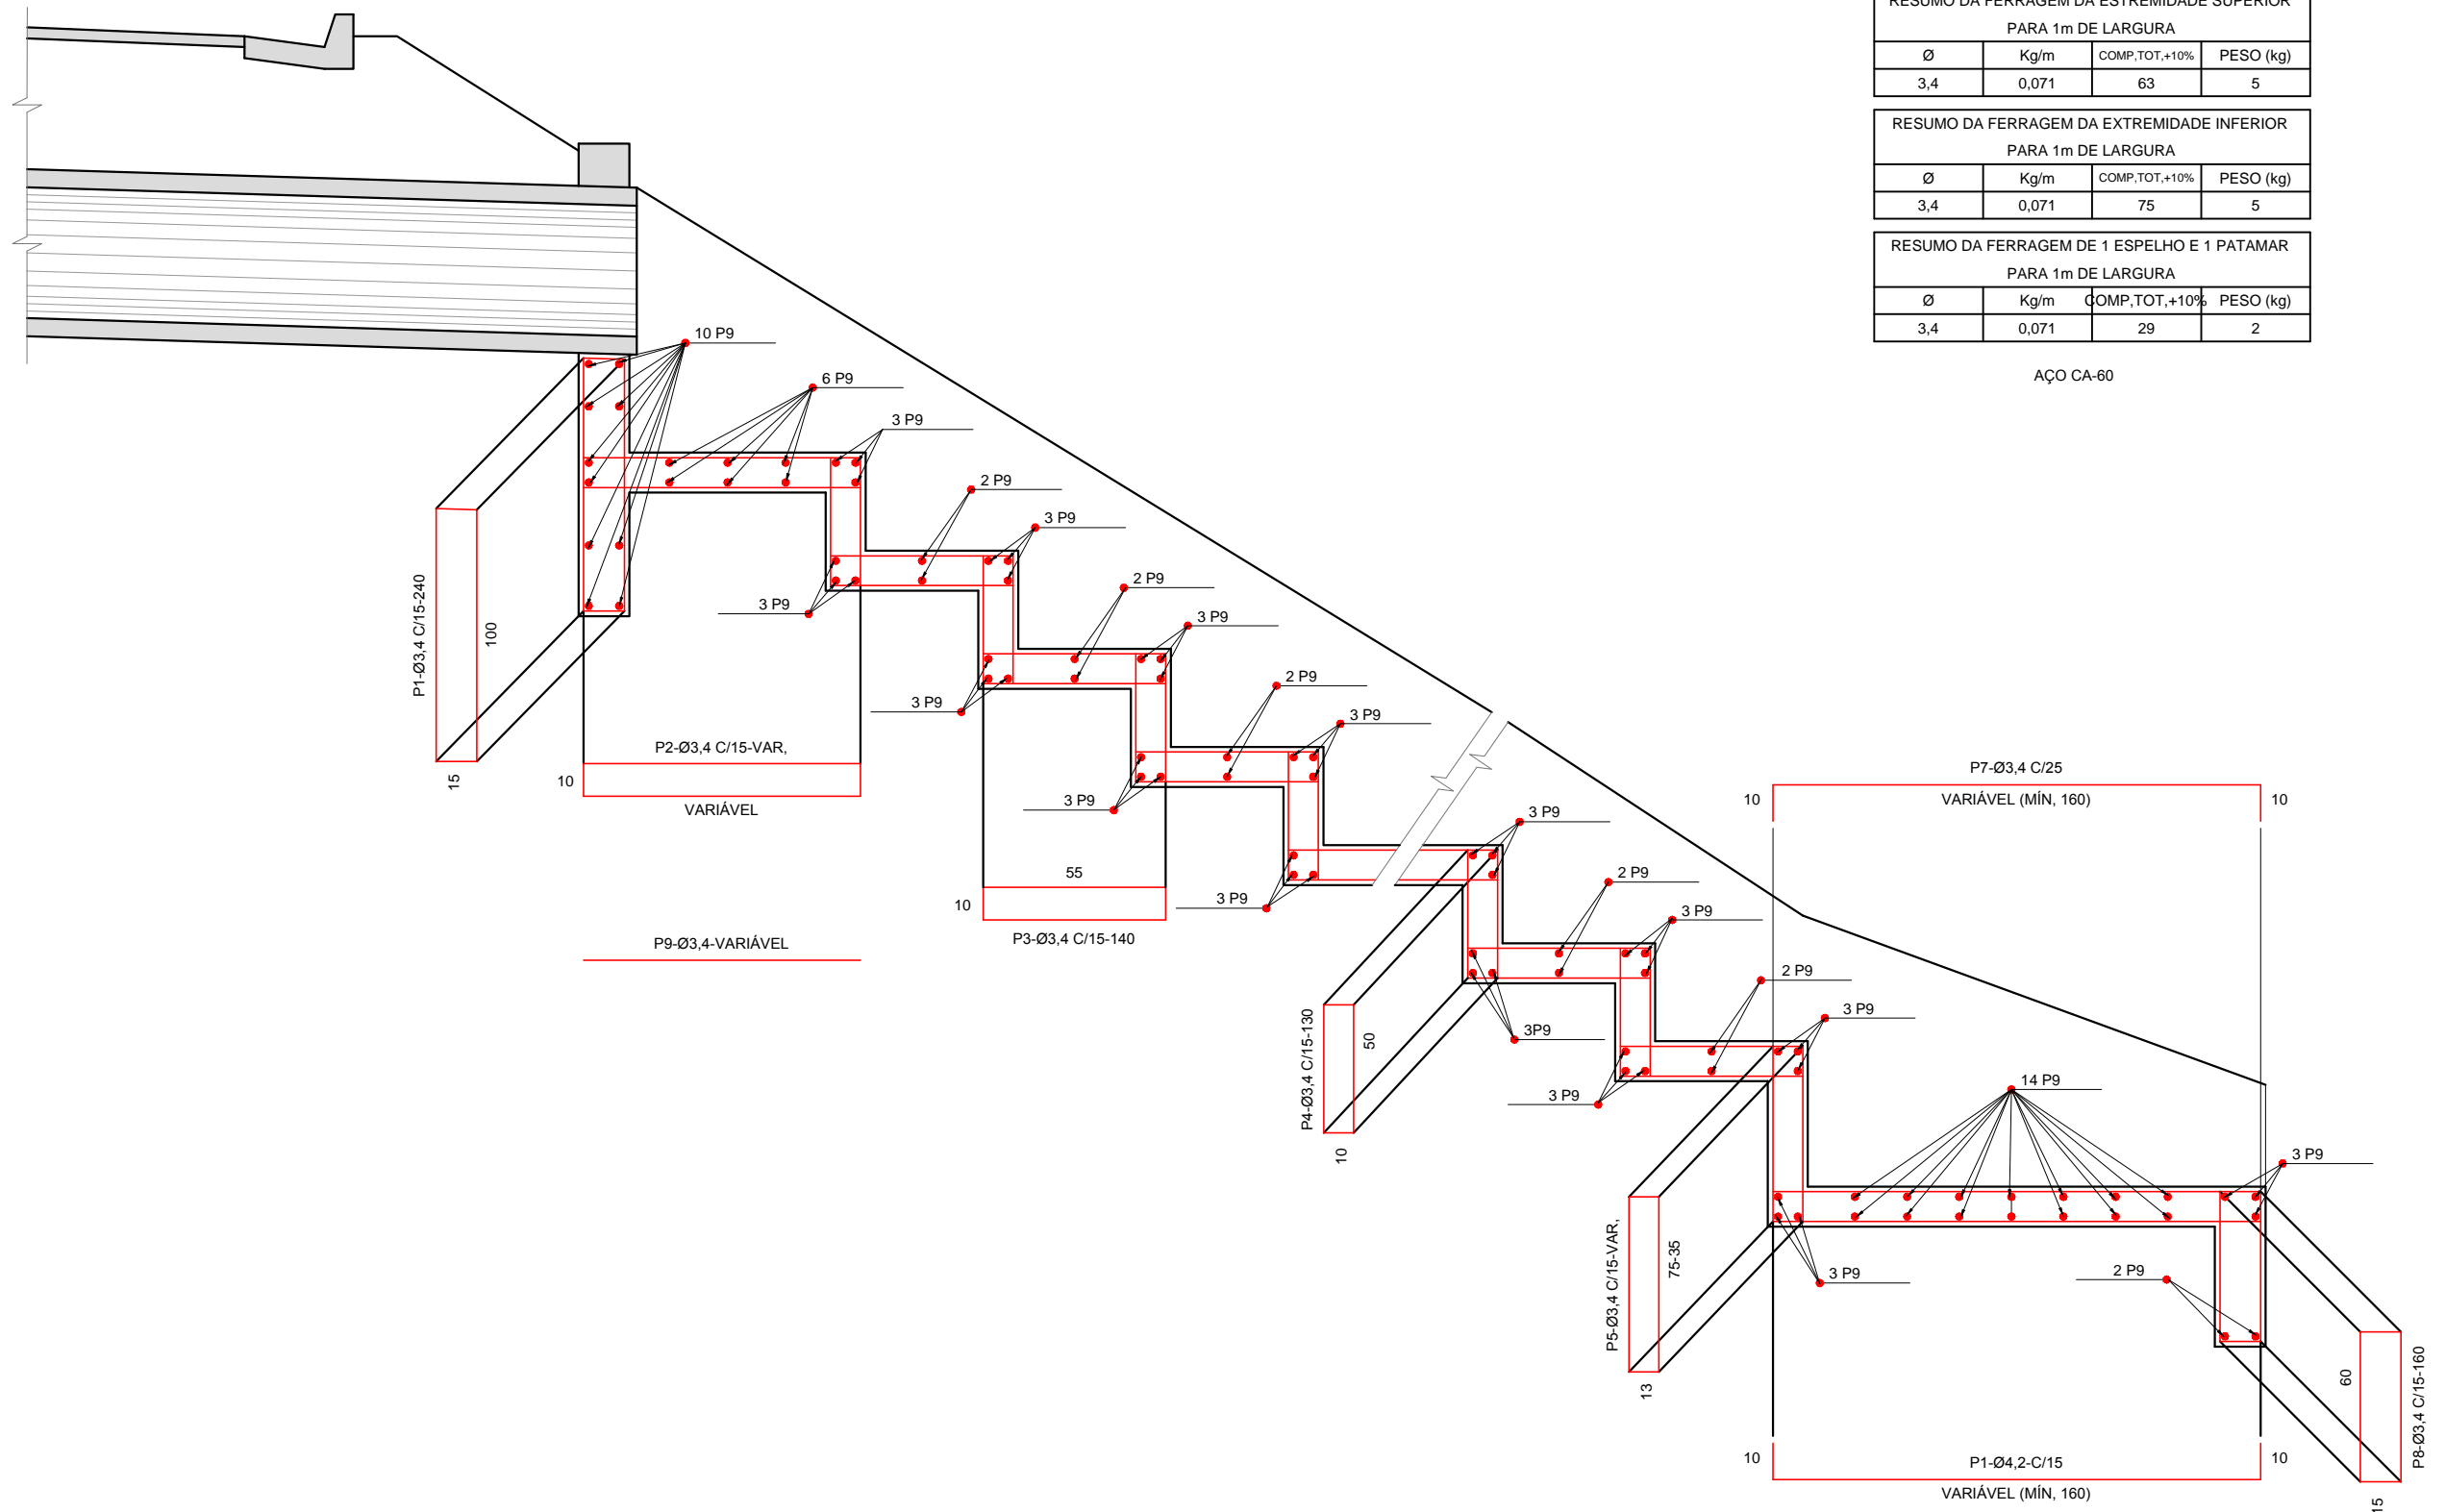 RESUMO DA FERRAGEM DA ESTREMIDADE SUPERIOR
PARA 1m DE LARGURA
Ø Kg/m COMP,TOT,+10% PESO (kg)
3,4 0,071 63 5
RESUMO DA FERRAGEM DA EXTREMIDADE INFERIOR
PARA 1m DE LARGURA
Ø Kg/m COMP,TOT,+10% PESO (kg)
3,4 0,071 75 5
RESUMO DA FERRAGEM DE 1 ESPELHO E 1 PATAMAR
PARA 1m DE LARGURA
Ø Kg/m COMP,TOT,+10% PESO (kg)
3,4 0,071 29 2
AÇO CA-60
10 P9
6 P9
3 P9
2 P9
3 P9
3 P9
2 P9
3 P9
3 P9
2 P9
3 P9
3 P9
3 P9
P1-Ø3,4 C/15-240
100
15
P2-Ø3,4 C/15-VAR,
10
VARIÁVEL
55
10
P3-Ø3,4 C/15-140
P9-Ø3,4-VARIÁVEL
P7-Ø3,4 C/25
10
VARIÁVEL (MÍN, 160)
10
3 P9
2 P9
3 P9
2 P9
3 P9
3P9
3 P9
P4-Ø3,4 C/15-130
50
10
14 P9
3 P9
3 P9
2 P9
P5-Ø3,4 C/15-VAR,
75-35
13
60
P8-Ø3,4 C/15-160
15
10
P1-Ø4,2-C/15
10
VARIÁVEL (MÍN, 160)